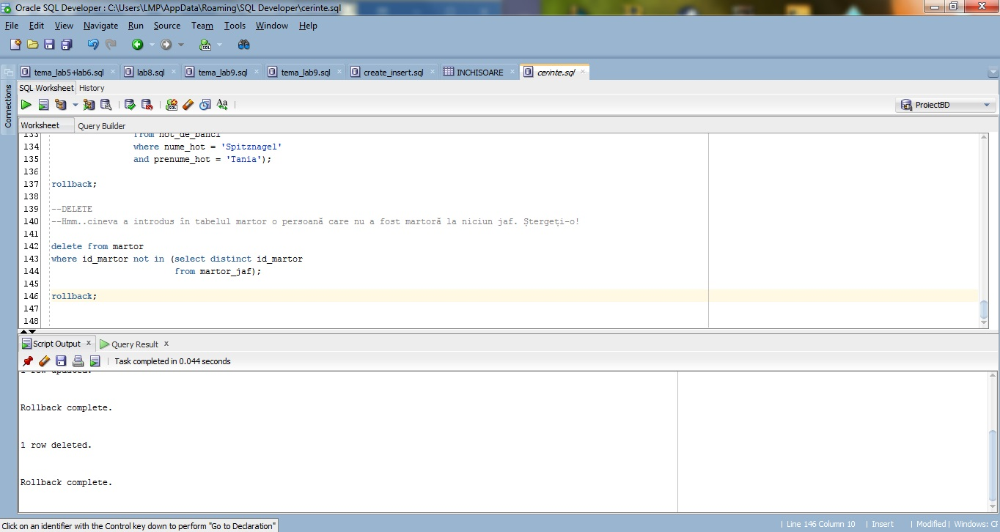 Oracle SQL Developer : C:\Users\LMP\AppData\Roaming\SQL Developer\cerinte.sql
File Edit View Navigate Run Source Team Tools Window Help
tema_lab5+lab6.sql lab8.sql tema_lab9.sql tema_lab9.sql create_insert.sql INCHISOARE cerinte.sql
Connections
SQL Worksheet History
Aa
ProiectBD
Worksheet Query Builder
133 from hot_de_banci
134 where nume_hot = 'Spitznagel'
135 and prenume_hot = 'Tania');
136
137 rollback;
138
139 --DELETE
140 --Hmm..cineva a introdus în tabelul martor o persoană care nu a fost martoră la niciun jaf. Ștergeți-o!
141
142 delete from martor
143 where id_martor not in (select distinct id_martor
144 from martor_jaf);
145
146 rollback;
147
148
Script Output x Query Result x
Task completed in 0.044 seconds
1 row updated.
Rollback complete.
1 row deleted.
Rollback complete.
Click on an identifier with the Control key down to perform "Go to Declaration"
| Line 146 Column 10 | Insert | Modified | Windows: CF